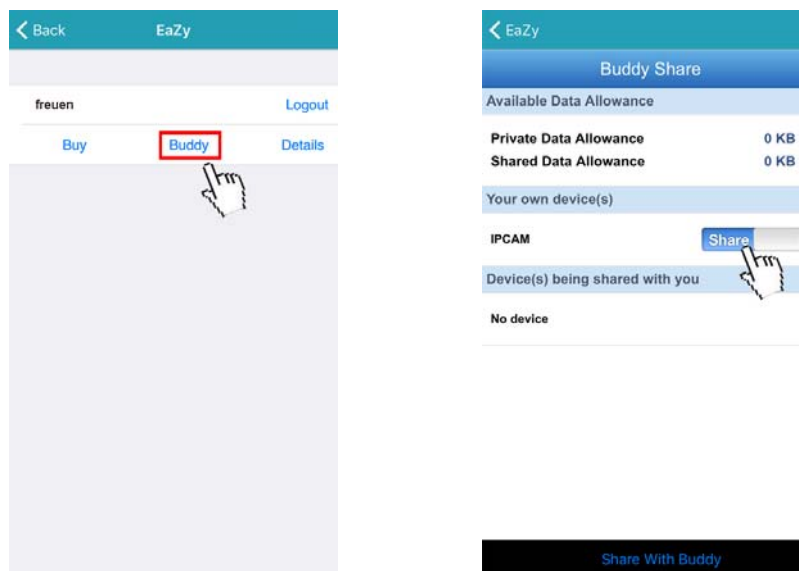 Back EaZy
freuen Logout
Buy Buddy Details
EaZy
Buddy Share
Available Data Allowance
Private Data Allowance 0 KB
Shared Data Allowance 0 KB
Your own device(s)
IPCAM Share
Device(s) being shared with you
No device
Share With Buddy